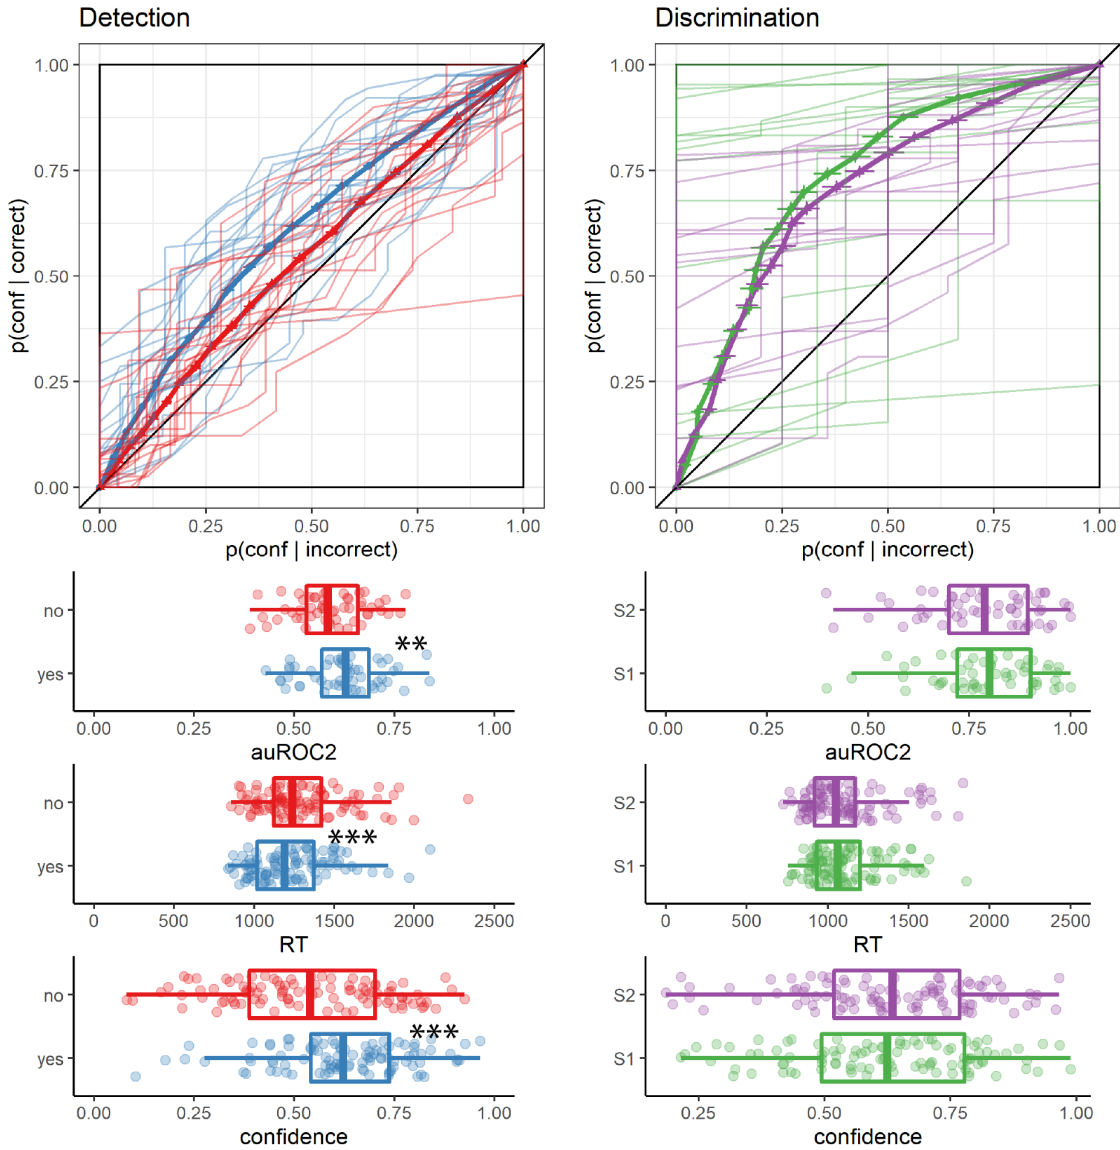 Detection
Discrimination
1.00
0.75
0.50
0.25
0.00
p(conf | correct)
0.00 0.25 0.50 0.75 1.00
p(conf | incorrect)
1.00
0.75
0.50
0.25
0.00
p(conf | correct)
0.00 0.25 0.50 0.75 1.00
p(conf | incorrect)
no
**
yes
0.00 0.25 0.50 0.75 1.00
auROC2
S2
S1
0.00 0.25 0.50 0.75 1.00
auROC2
no
***
yes
0 500 1000 1500 2000 2500
RT
S2
S1
0 500 1000 1500 2000 2500
RT
no
***
yes
0.00 0.25 0.50 0.75 1.00
confidence
S2
S1
0.25 0.50 0.75 1.00
confidence